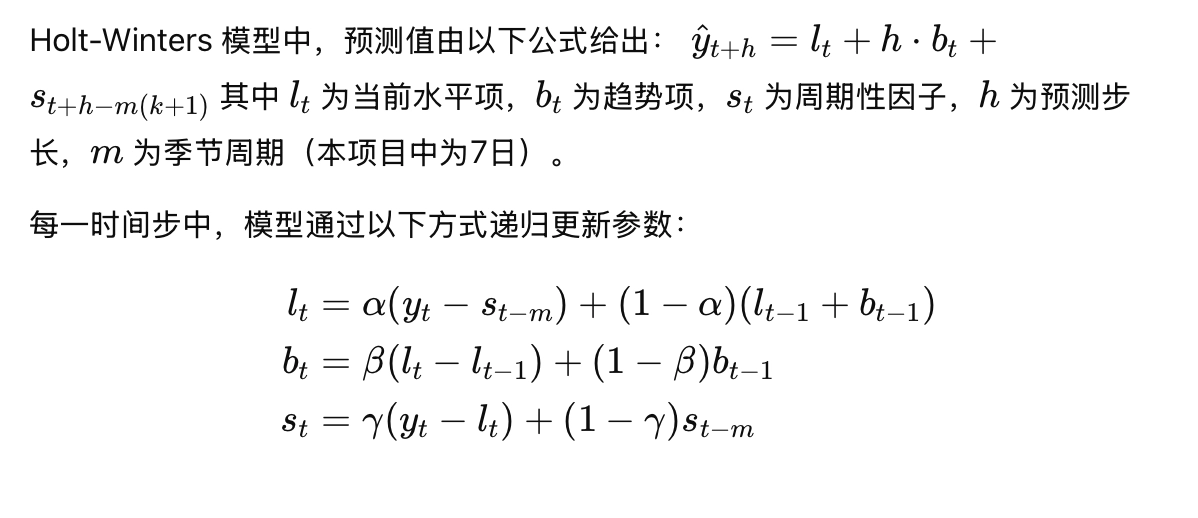 Holt-Winters 模型中，预测值由以下公式给出： $\hat{y}_{t+h} = l_t + h \cdot b_t +$
$s_{t+h-m(k+1)}$ 其中 $l_t$ 为当前水平项，$b_t$ 为趋势项，$s_t$ 为周期性因子，$h$ 为预测步
长，$m$ 为季节周期（本项目中为7日）。
每一时间步中，模型通过以下方式递归更新参数：
$l_t = \alpha(y_t - s_{t-m}) + (1 - \alpha)(l_{t-1} + b_{t-1})$
$b_t = \beta(l_t - l_{t-1}) + (1 - \beta)b_{t-1}$
$s_t = \gamma(y_t - l_t) + (1 - \gamma)s_{t-m}$